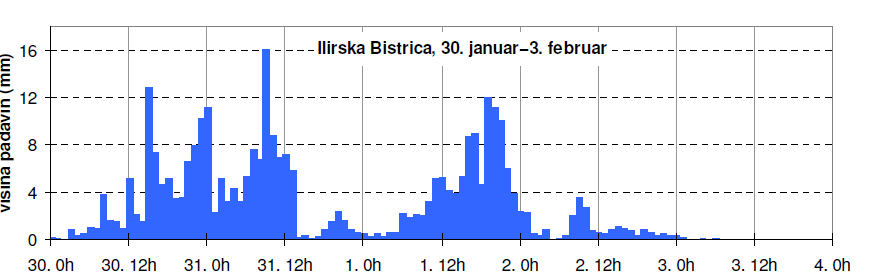 Ilirska Bistrica, 30. januar–3. februar
višina padavin (mm)
16
12
8
4
0
30. 0h 30. 12h 31. 0h 31. 12h 1. 0h 1. 12h 2. 0h 2. 12h 3. 0h 3. 12h 4. 0h